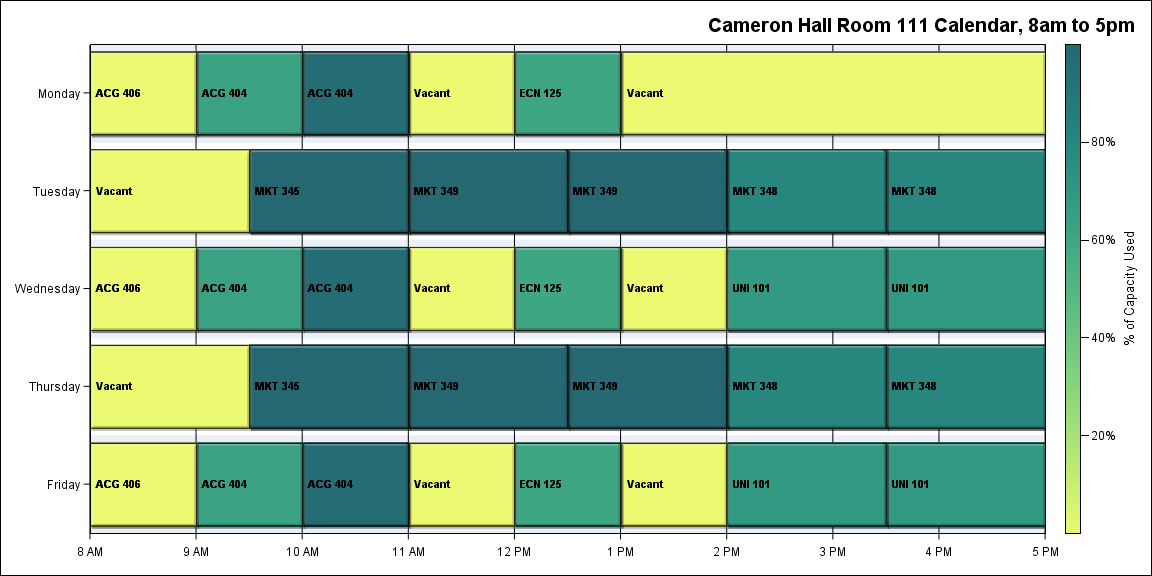 Cameron Hall Room 111 Calendar, 8am to 5pm
Monday
ACG 406
ACG 404
ACG 404
Vacant
ECN 125
Vacant
Tuesday
Vacant
MKT 345
MKT 349
MKT 349
MKT 348
MKT 348
Wednesday
ACG 406
ACG 404
ACG 404
Vacant
ECN 125
Vacant
UNI 101
UNI 101
Thursday
Vacant
MKT 345
MKT 349
MKT 349
MKT 348
MKT 348
Friday
ACG 406
ACG 404
ACG 404
Vacant
ECN 125
Vacant
UNI 101
UNI 101
8 AM
9 AM
10 AM
11 AM
12 PM
1 PM
2 PM
3 PM
4 PM
5 PM
80%
60%
40%
20%
% of Capacity Used